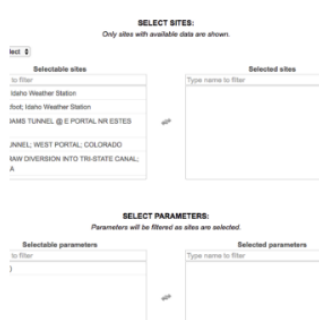 SELECT SITES:
Only sites with available data are shown.
lect
Selectable sites Selected sites
to filter Type name to filter
Idaho Weather Station
foot; Idaho Weather Station
AMS TUNNEL @ E PORTAL NR ESTES
NNEL; WEST PORTAL; COLORADO
AW DIVERSION INTO TRI-STATE CANAL;
A
SELECT PARAMETERS:
Parameters will be filtered as sites are selected.
Selectable parameters Selected parameters
to filter Type name to filter
)